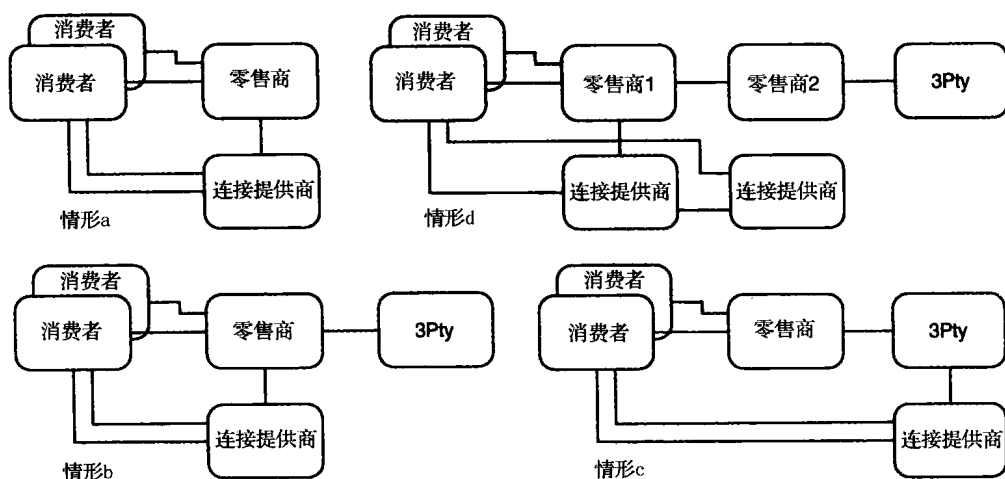 消费者
消费者
零售商
连接提供商
情形a
消费者
消费者
零售商1
零售商2
3Pty
连接提供商
连接提供商
情形d
消费者
消费者
零售商
3Pty
连接提供商
情形b
消费者
消费者
零售商
3Pty
连接提供商
情形c